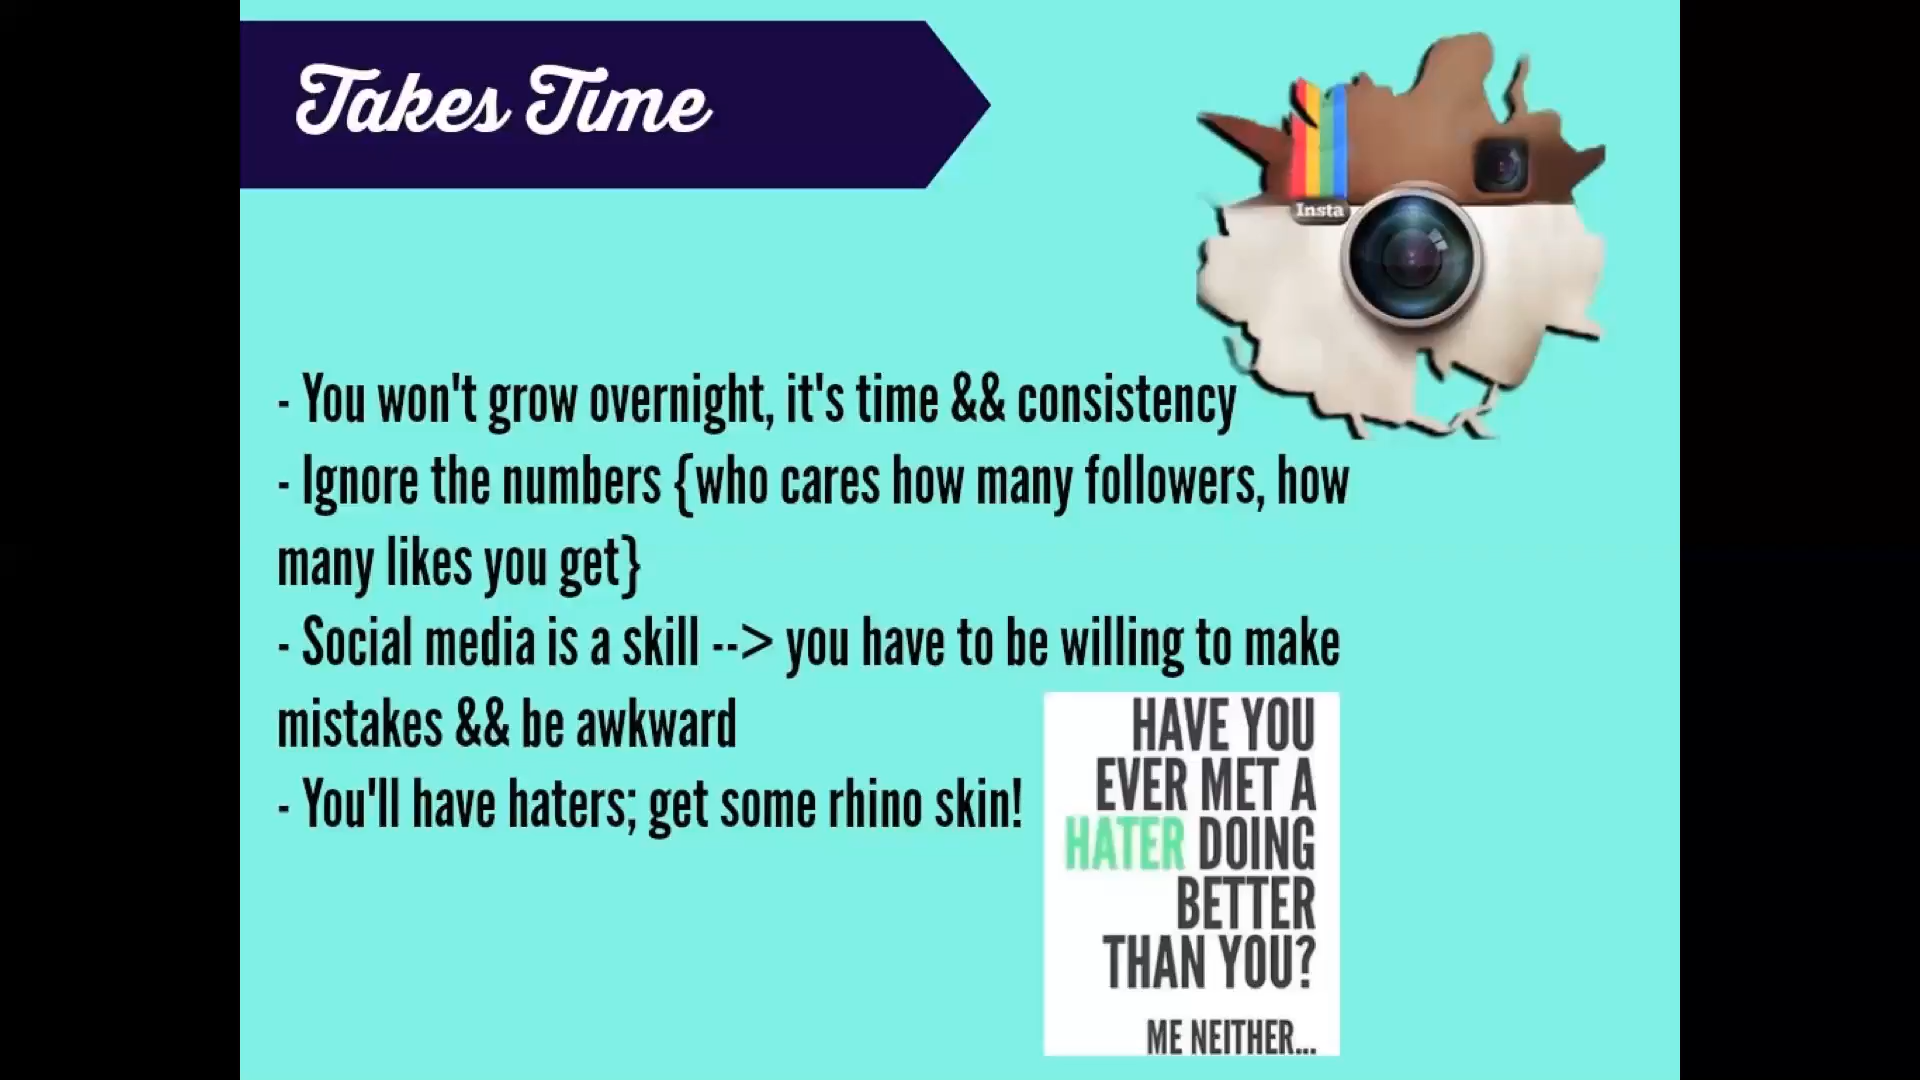 Takes Time
Insta
- You won't grow overnight, it's time && consistency
- Ignore the numbers {who cares how many followers, how
many likes you get}
- Social media is a skill --> you have to be willing to make
mistakes && be awkward
- You'll have haters; get some rhino skin!
HAVE YOU
EVER MET A
HATER DOING
BETTER
THAN YOU?
ME NEITHER...